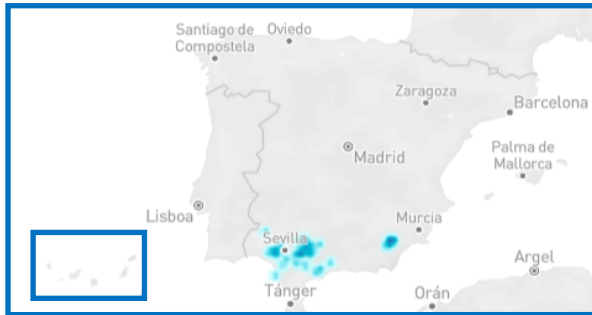 Santiago de
Compostela
Oviedo
Zaragoza
Barcelona
Madrid
Palma de
Mallorca
Lisboa
Murcia
Sevilla
Argel
Tánger
Orán